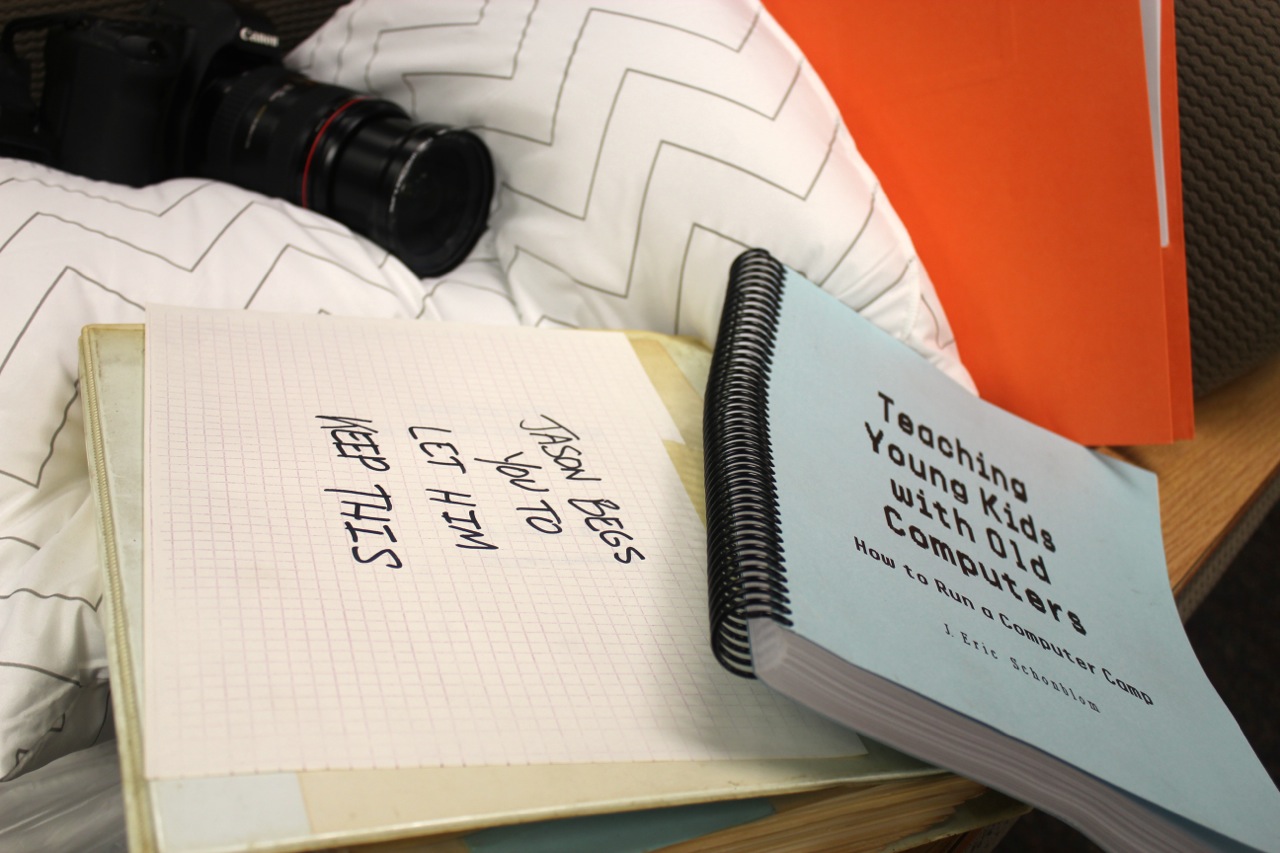 Canon
JASON BEGS
YOU TO
LET HIM
KEEP THIS
Teaching
Young Kids
with Old
Computers
How to Run a Computer Camp
J. Eric Schonblom